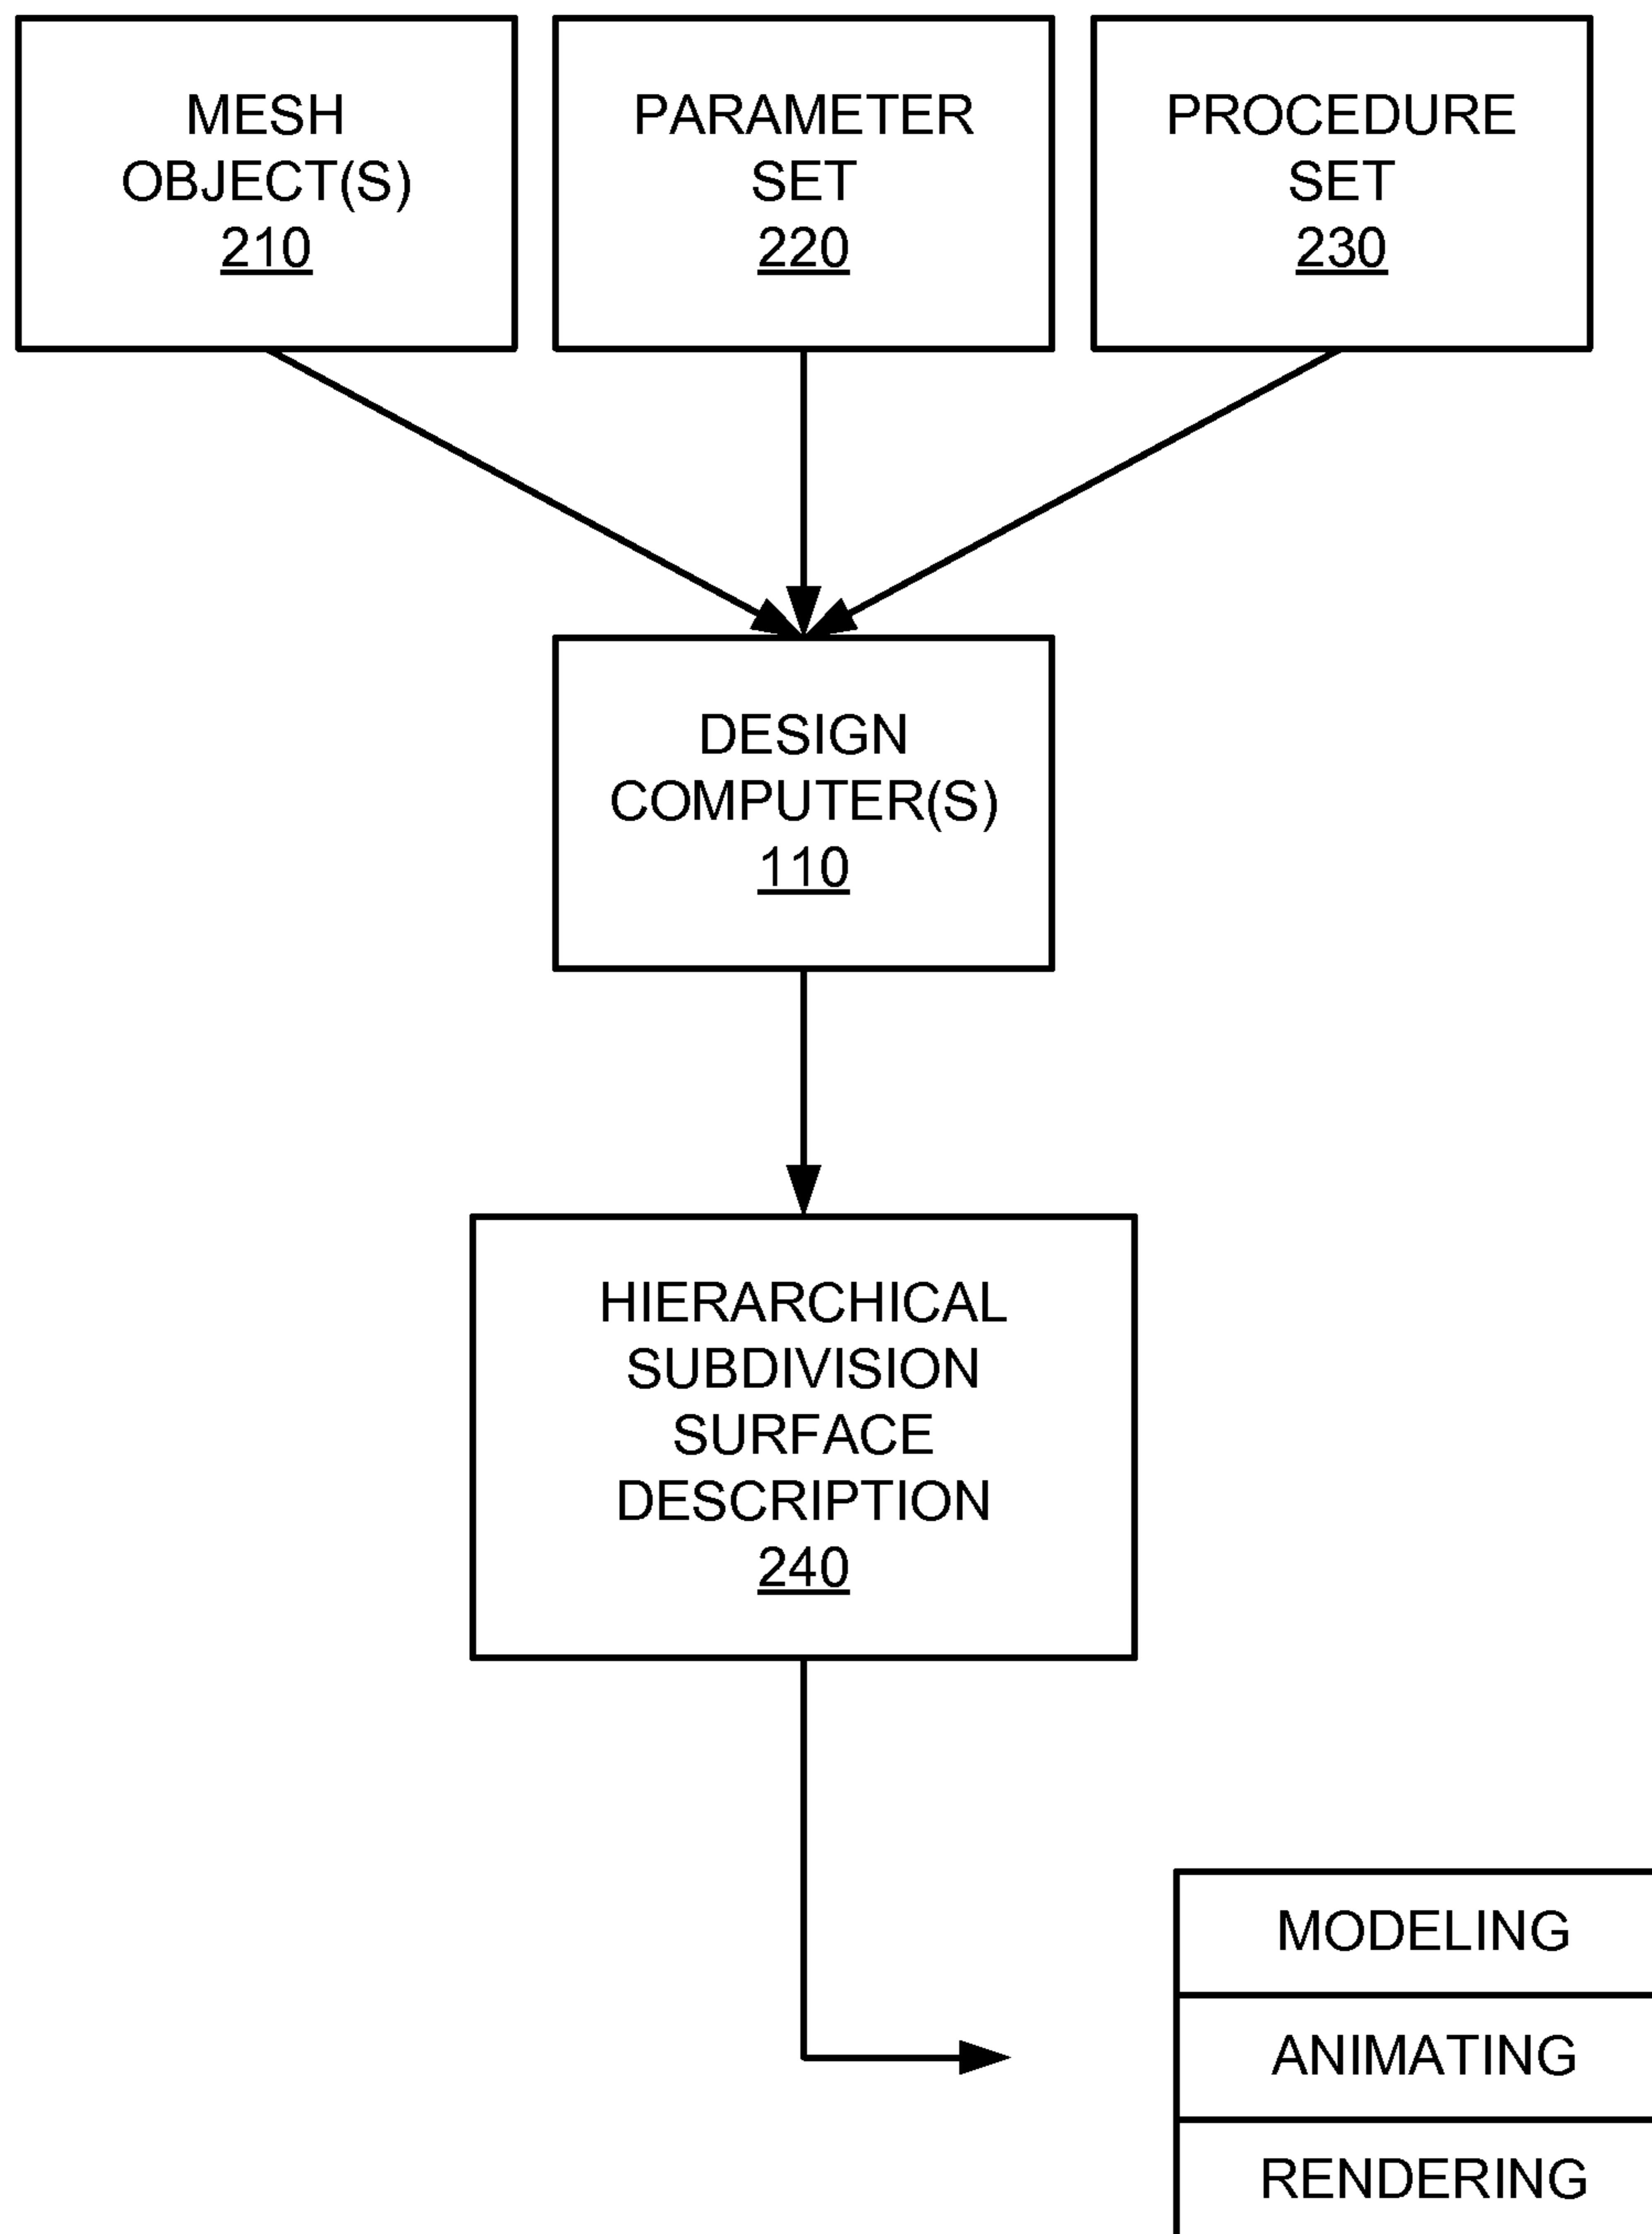 MESH
OBJECT(S)
210
PARAMETER
SET
220
PROCEDURE
SET
230
DESIGN
COMPUTER(S)
110
HIERARCHICAL
SUBDIVISION
SURFACE
DESCRIPTION
240
MODELING
ANIMATING
RENDERING